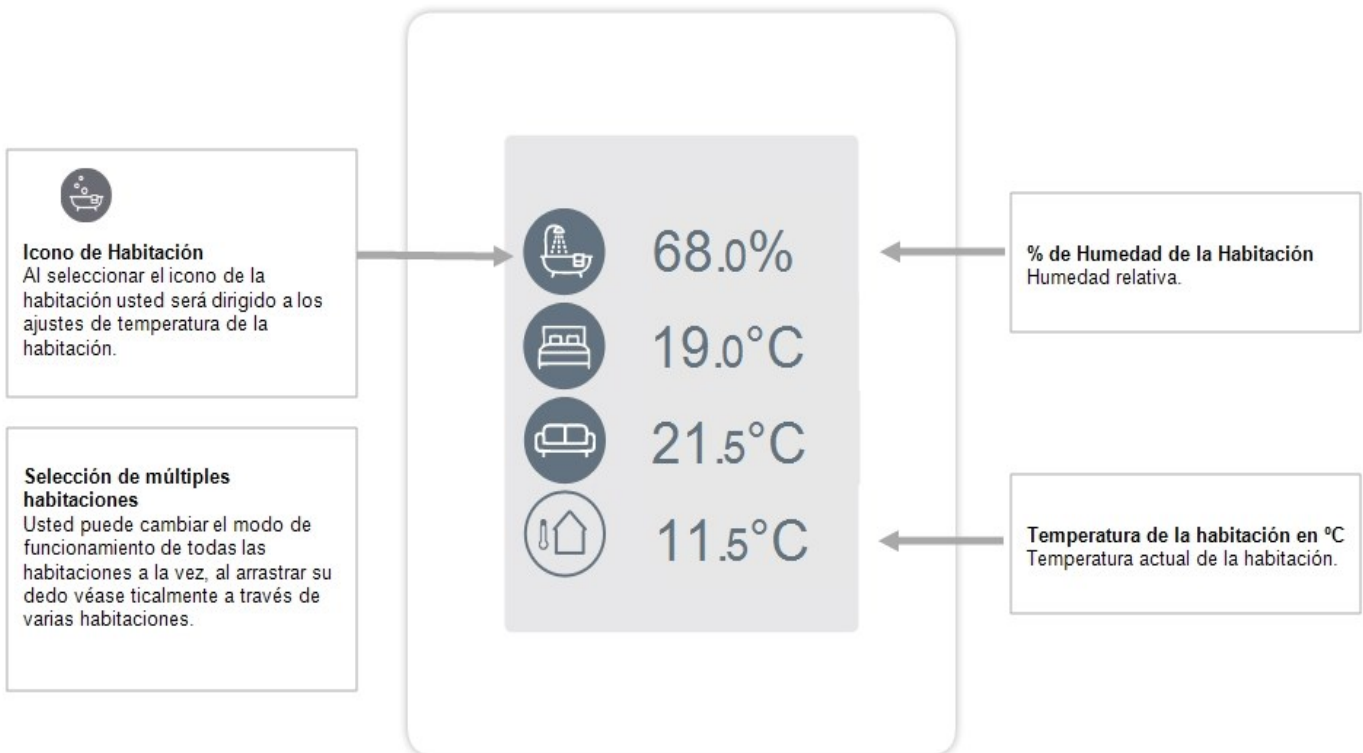 Icono de Habitación
Al seleccionar el icono de la
habitación usted será dirigido a los
ajustes de temperatura de la
habitación.
Selección de múltiples
habitaciones
Usted puede cambiar el modo de
funcionamiento de todas las
habitaciones a la vez, al arrastrar su
dedo véase ticalmente a través de
varias habitaciones.
68.0%
19.0°C
21.5°C
11.5°C
% de Humedad de la Habitación
Humedad relativa.
Temperatura de la habitación en ºC
Temperatura actual de la habitación.